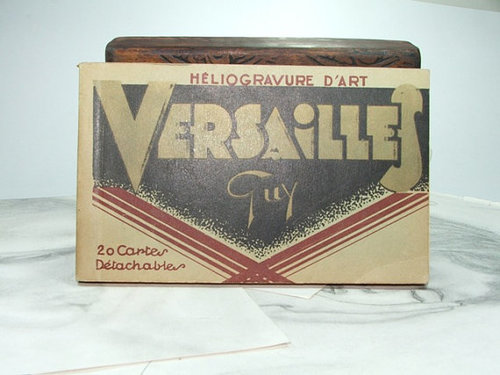 HÉLIOGRAVURE D'ART
VERSAILLES
Guy
20 Cartes
Détachables